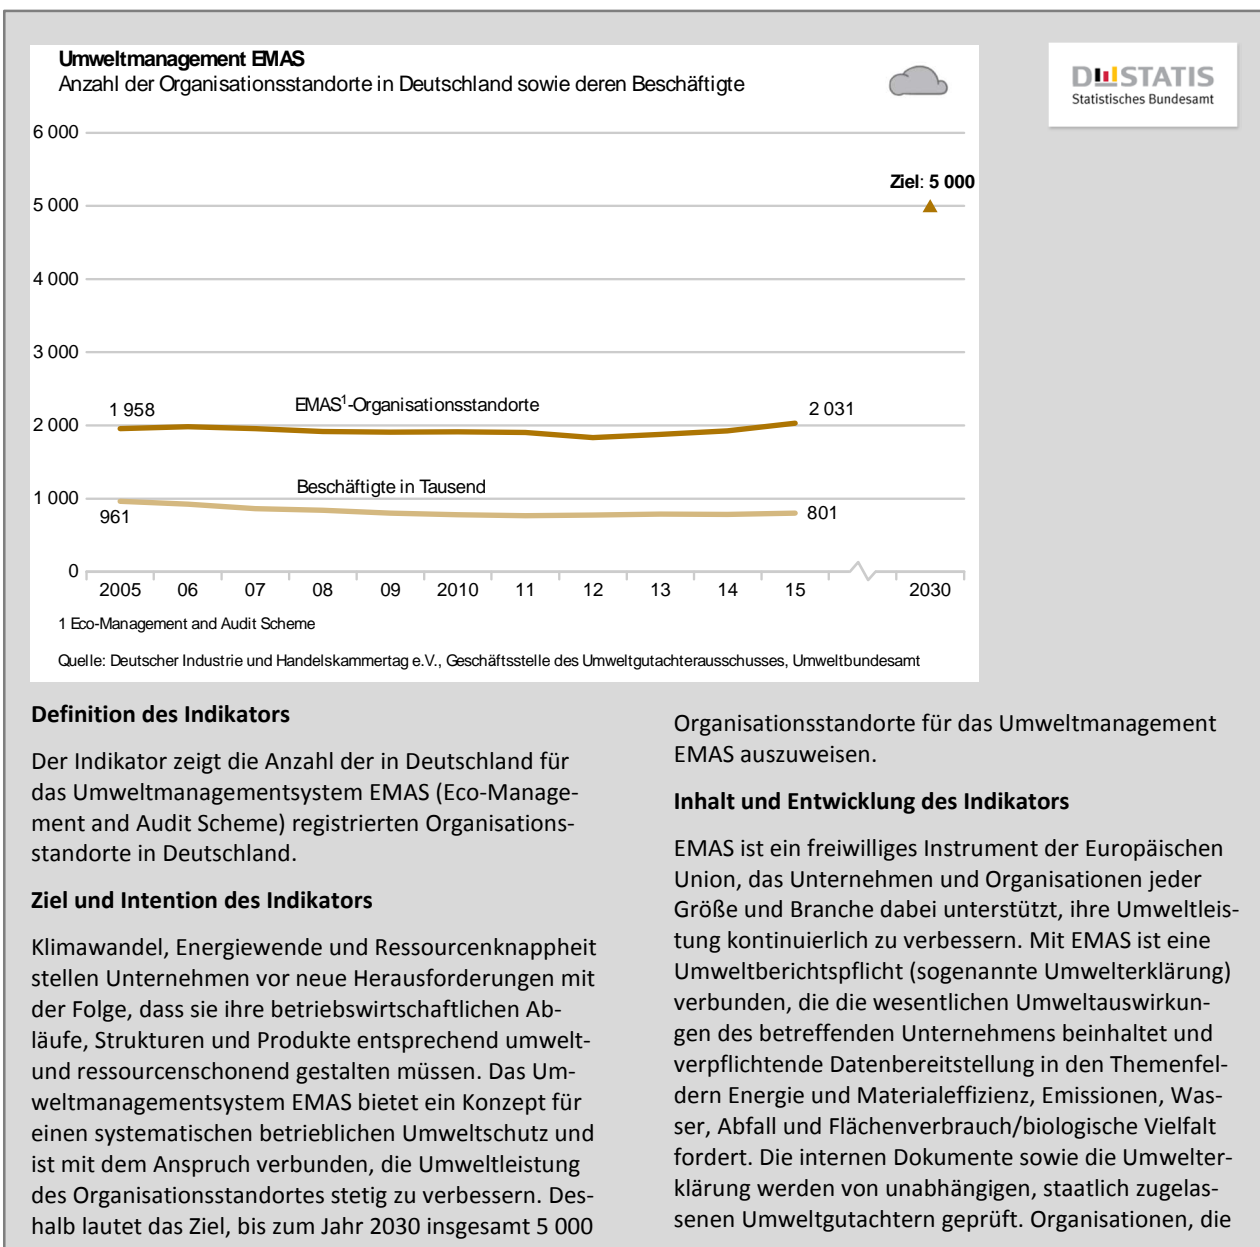 Umweltmanagement EMAS
Anzahl der Organisationsstandorte in Deutschland sowie deren Beschäftigte
DESTATIS
Statistisches Bundesamt
6 000
Ziel: 5 000
5 000
4 000
3 000
1 958
EMAS¹-Organisationsstandorte
2 031
2 000
Beschäftigte in Tausend
1 000
961
801
0
2005 06 07 08 09 2010 11 12 13 14 15 2030
1 Eco-Management and Audit Scheme
Quelle: Deutscher Industrie und Handelskammertag e.V., Geschäftsstelle des Umweltgutachterausschusses, Umweltbundesamt
Definition des Indikators
Der Indikator zeigt die Anzahl der in Deutschland für
das Umweltmanagementsystem EMAS (Eco-Manage-
ment and Audit Scheme) registrierten Organisations-
standorte in Deutschland.
Ziel und Intention des Indikators
Klimawandel, Energiewende und Ressourcenknappheit
stellen Unternehmen vor neue Herausforderungen mit
der Folge, dass sie ihre betriebswirtschaftlichen Ab-
läufe, Strukturen und Produkte entsprechend umwelt-
und ressourcenschonend gestalten müssen. Das Um-
weltmanagementsystem EMAS bietet ein Konzept für
einen systematischen betrieblichen Umweltschutz und
ist mit dem Anspruch verbunden, die Umweltleistung
des Organisationsstandortes stetig zu verbessern. Des-
halb lautet das Ziel, bis zum Jahr 2030 insgesamt 5 000
Organisationsstandorte für das Umweltmanagement
EMAS auszuweisen.
Inhalt und Entwicklung des Indikators
EMAS ist ein freiwilliges Instrument der Europäischen
Union, das Unternehmen und Organisationen jeder
Größe und Branche dabei unterstützt, ihre Umweltleis-
tung kontinuierlich zu verbessern. Mit EMAS ist eine
Umweltberichtspflicht (sogenannte Umwelterklärung)
verbunden, die die wesentlichen Umweltauswirkun-
gen des betreffenden Unternehmens beinhaltet und
verpflichtende Datenbereitstellung in den Themenfel-
dern Energie und Materialeffizienz, Emissionen, Was-
ser, Abfall und Flächenverbrauch/biologische Vielfalt
fordert. Die internen Dokumente sowie die Umwelter-
klärung werden von unabhängigen, staatlich zugelas-
senen Umweltgutachtern geprüft. Organisationen, die